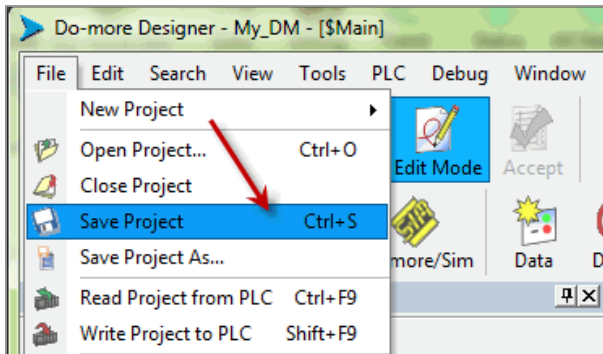 Do-more Designer - My_DM - [$Main]
File Edit Search View Tools PLC Debug Window
New Project
Open Project... Ctrl+O
Edit Mode Accept
Close Project
Save Project Ctrl+S
Save Project As...
more/Sim Data D
Read Project from PLC Ctrl+F9
Write Project to PLC Shift+F9